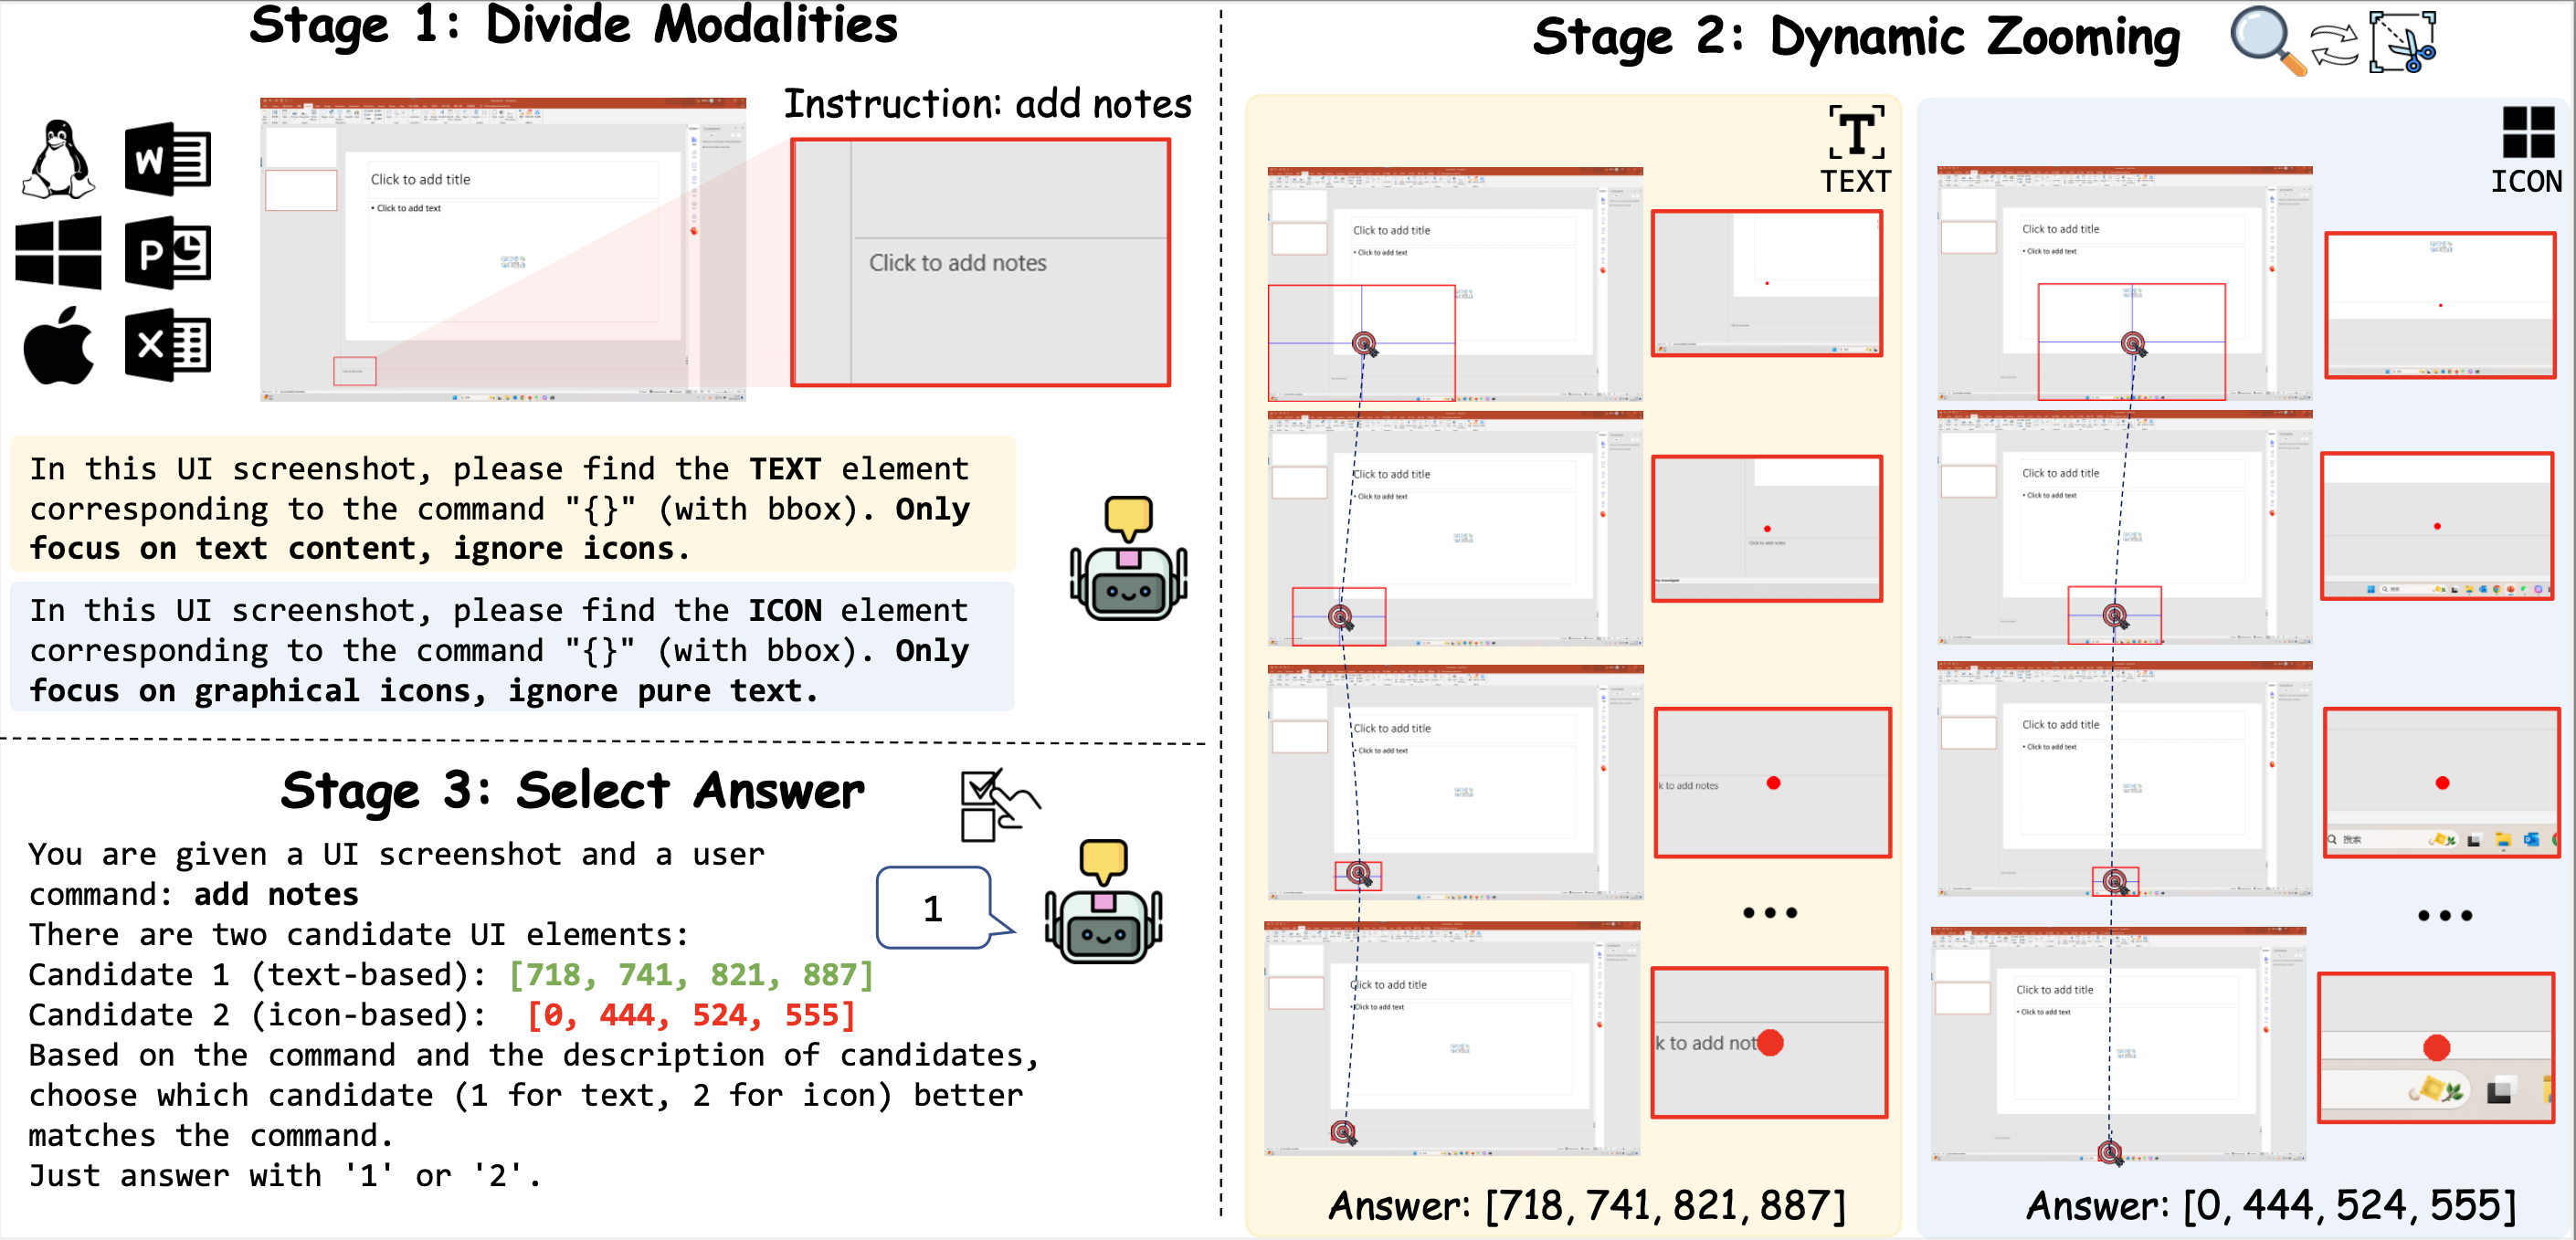 Stage 1: Divide Modalities
Instruction: add notes
W
P
X
Click to add title
• Click to add text
Click to add notes
In this UI screenshot, please find the TEXT element
corresponding to the command "{}" (with bbox). Only
focus on text content, ignore icons.
In this UI screenshot, please find the ICON element
corresponding to the command "{}" (with bbox). Only
focus on graphical icons, ignore pure text.
Stage 3: Select Answer
You are given a UI screenshot and a user
command: add notes
There are two candidate UI elements:
Candidate 1 (text-based): [718, 741, 821, 887]
Candidate 2 (icon-based): [0, 444, 524, 555]
Based on the command and the description of candidates,
choose which candidate (1 for text, 2 for icon) better
matches the command.
Just answer with '1' or '2'.
1
Stage 2: Dynamic Zooming
T
TEXT
Click to add title
• Click to add text
Click to add title
• Click to add text
Click to add notes
Click to add title
• Click to add text
k to add notes
...
Click to add title
• Click to add text
k to add not
Answer: [718, 741, 821, 887]
ICON
Click to add title
• Click to add text
Click to add title
• Click to add text
搜索
Click to add title
• Click to add text
搜索
...
Click to add title
• Click to add text
Answer: [0, 444, 524, 555]